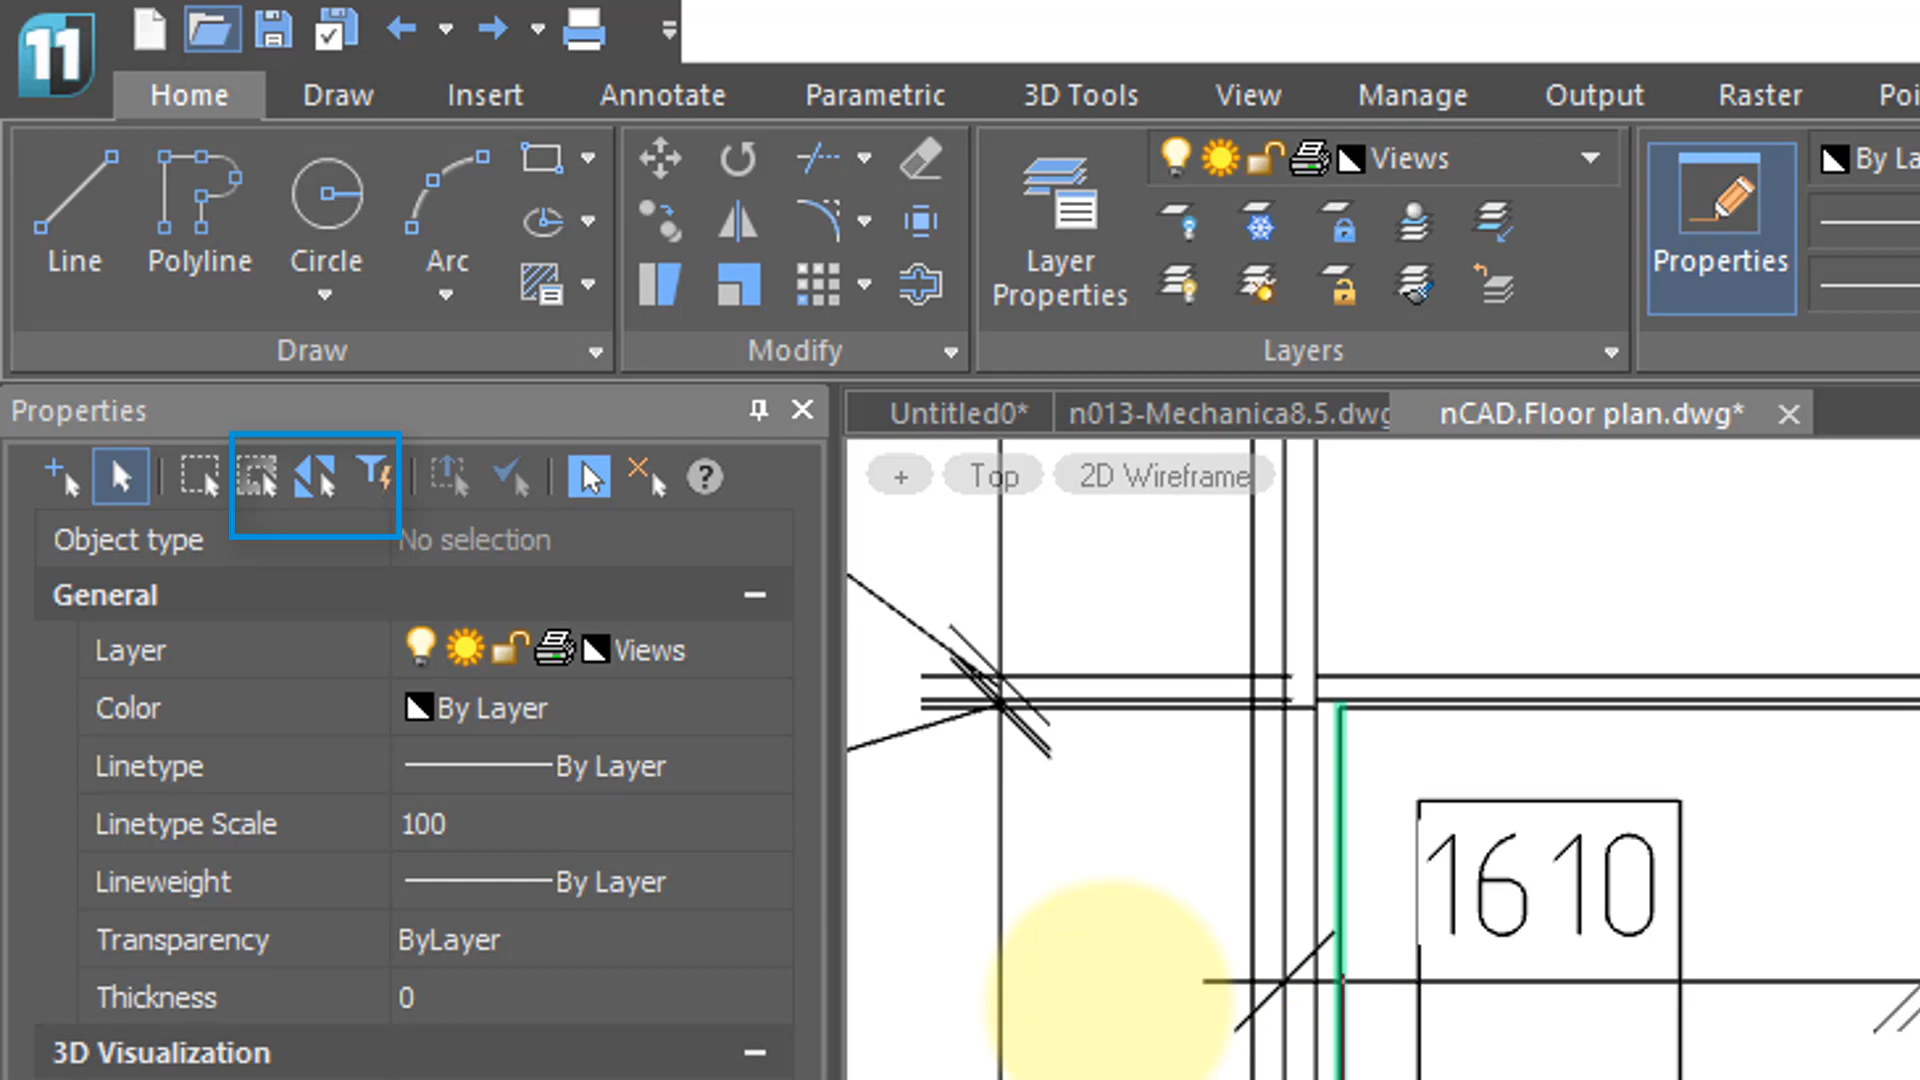 11
Home Draw Insert Annotate Parametric 3D Tools View Manage Output Raster Poi
Line Polyline Circle Arc
Layer
Properties
Views
Properties
By La
Draw Modify Layers
Properties
Untitled0* n013-Mechanica8.5.dwg nCAD.Floor plan.dwg*
?
+ Top 2D Wireframe
Object type No selection
General
Layer Views
Color By Layer
Linetype By Layer
Linetype Scale 100
Lineweight By Layer
Transparency ByLayer
Thickness 0
3D Visualization
1610